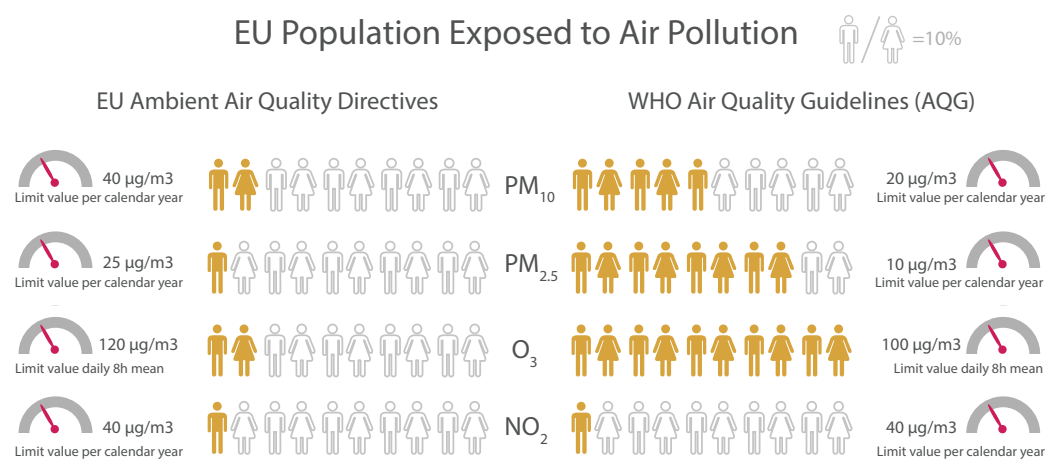 EU Population Exposed to Air Pollution
=10%
EU Ambient Air Quality Directives
WHO Air Quality Guidelines (AQG)
40 µg/m3
Limit value per calendar year
PM10
20 µg/m3
Limit value per calendar year
25 µg/m3
Limit value per calendar year
PM2.5
10 µg/m3
Limit value per calendar year
120 µg/m3
Limit value daily 8h mean
O3
100 µg/m3
Limit value daily 8h mean
40 µg/m3
Limit value per calendar year
NO2
40 µg/m3
Limit value per calendar year